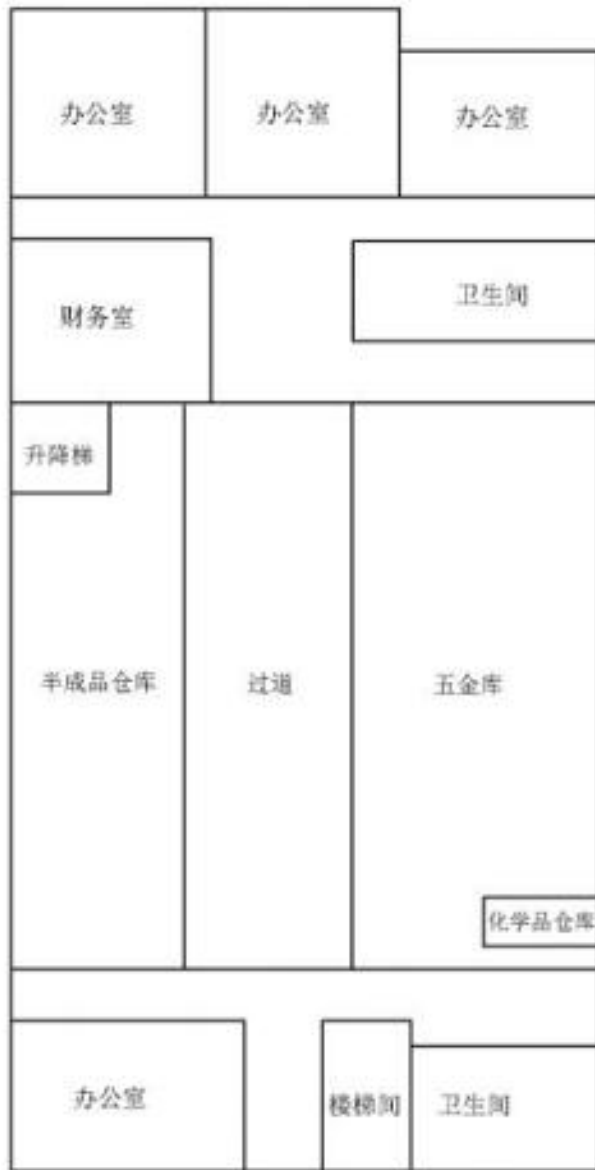 办公室
办公室
办公室
财务室
卫生间
升降梯
半成品仓库
过道
五金库
化学品仓库
办公室
楼梯间
卫生间